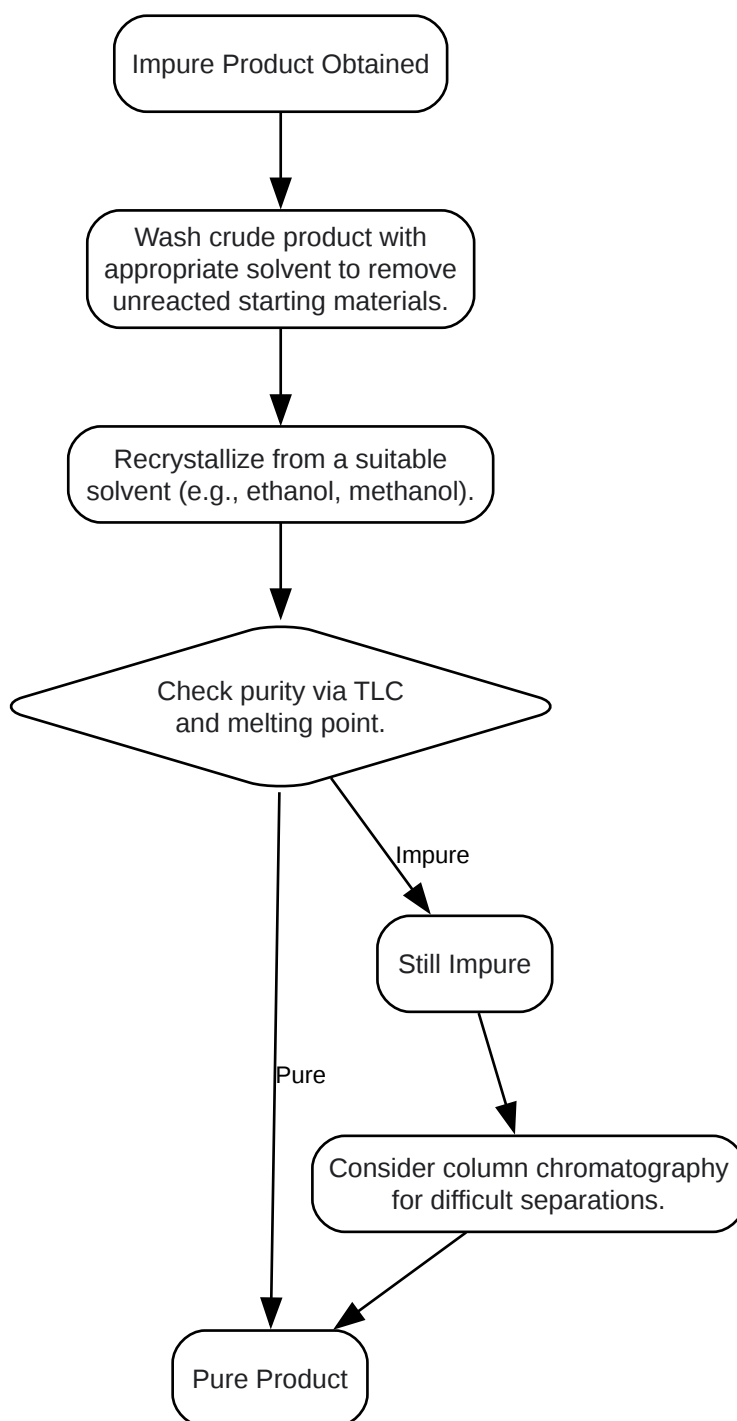 Impure Product Obtained
Wash crude product with
appropriate solvent to remove
unreacted starting materials.
Recrystallize from a suitable
solvent (e.g., ethanol, methanol).
Check purity via TLC
and melting point.
Impure
Still Impure
Pure
Consider column chromatography
for difficult separations.
Pure Product